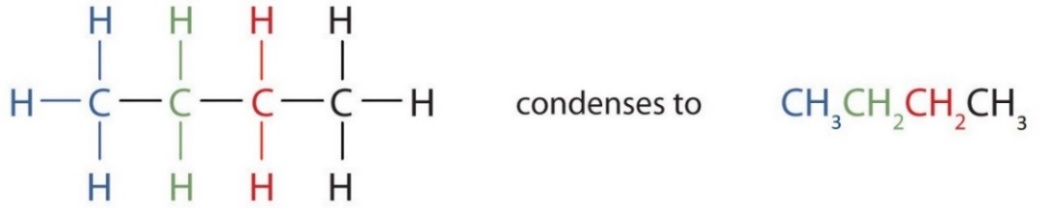 H H H H
H—C—C—C—C—H condenses to CH₃CH₂CH₂CH₃
H H H H